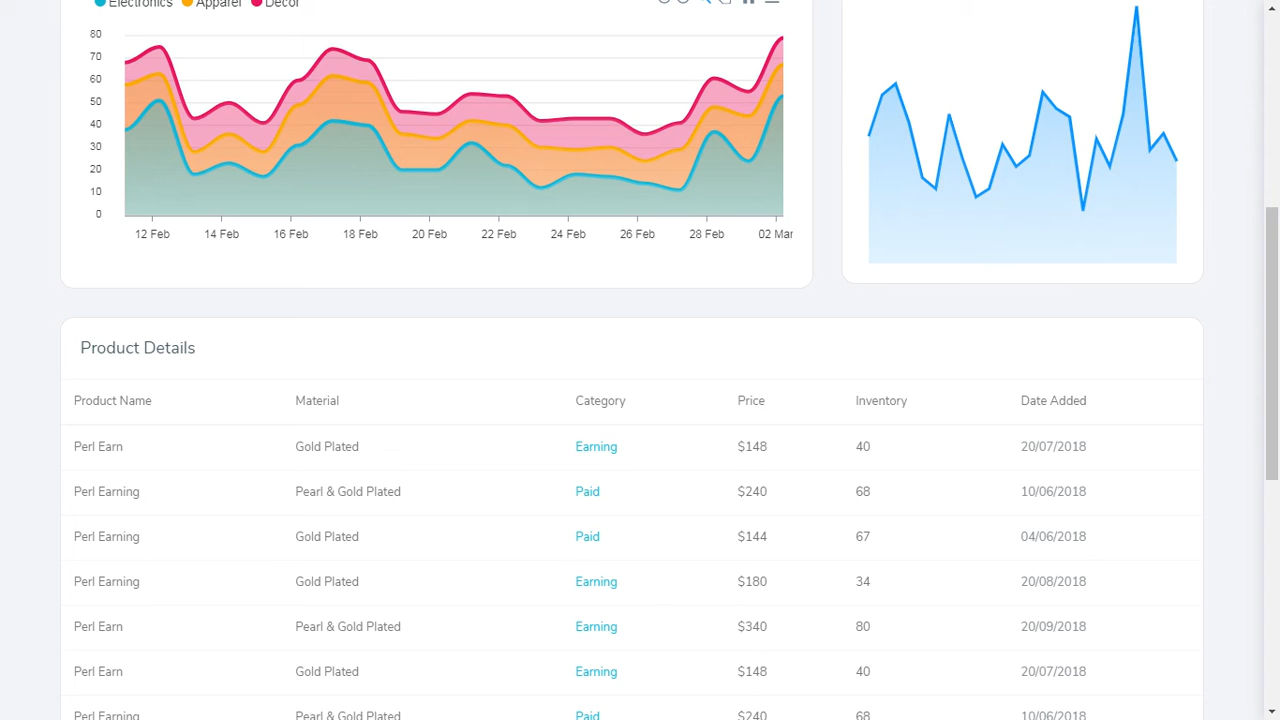 Electronics Apparel Decor
80
70
60
50
40
30
20
10
0
12 Feb 14 Feb 16 Feb 18 Feb 20 Feb 22 Feb 24 Feb 26 Feb 28 Feb 02 Mar
Product Details
Product Name Material Category Price Inventory Date Added
Perl Earn Gold Plated Earning $148 40 20/07/2018
Perl Earning Pearl & Gold Plated Paid $240 68 10/06/2018
Perl Earning Gold Plated Paid $144 67 04/06/2018
Perl Earning Gold Plated Earning $180 34 20/08/2018
Perl Earn Pearl & Gold Plated Earning $340 80 20/09/2018
Perl Earn Gold Plated Earning $148 40 20/07/2018
Perl Earning Pearl & Gold Plated Paid $240 68 10/06/2018